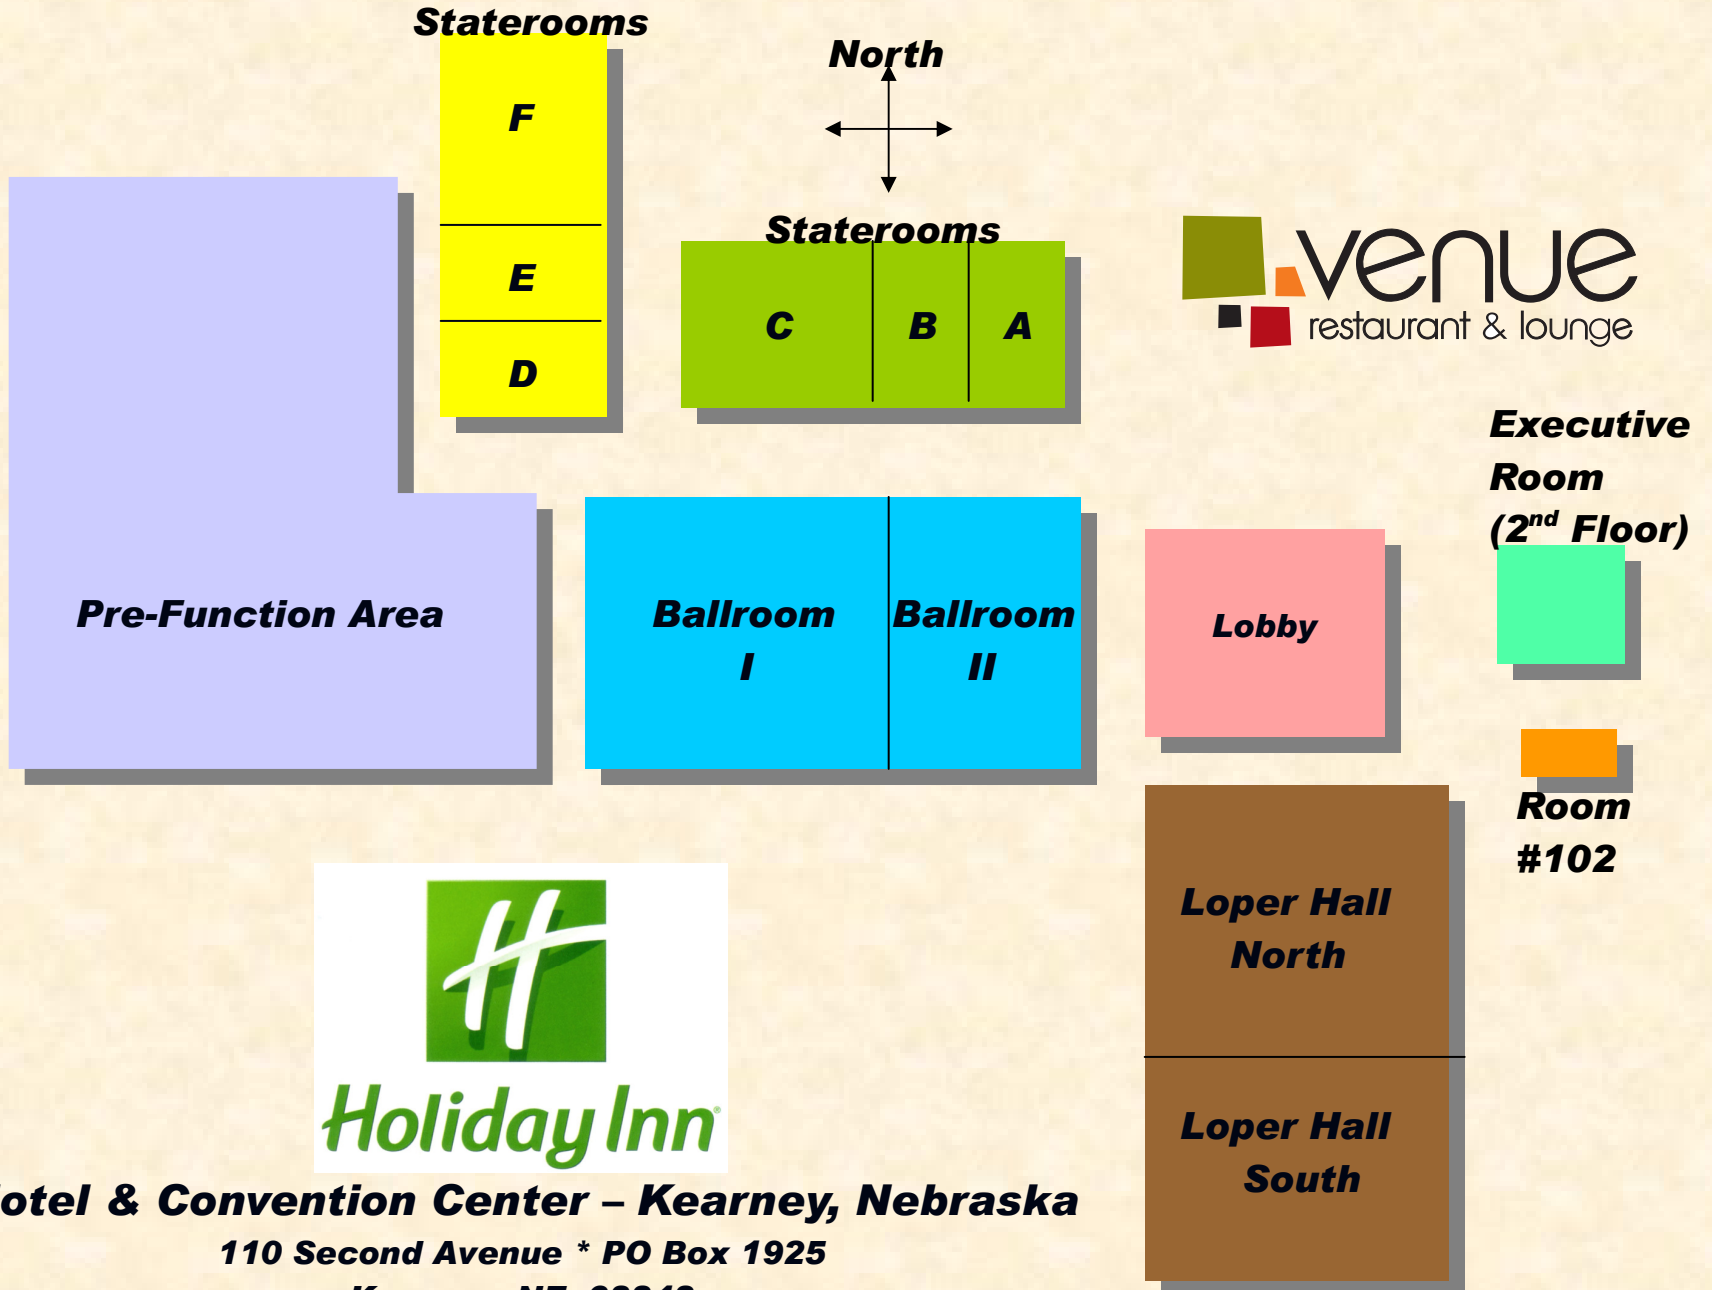 Staterooms
F
E
D
North
Staterooms
C
B
A
venue
restaurant & lounge
Executive
Room
(2nd Floor)
Pre-Function Area
Ballroom
I
Ballroom
II
Lobby
Room
#102
Loper Hall
North
Loper Hall
South
Holiday Inn®
& Convention Center – Kearney, Nebraska
110 Second Avenue * PO Box 1925